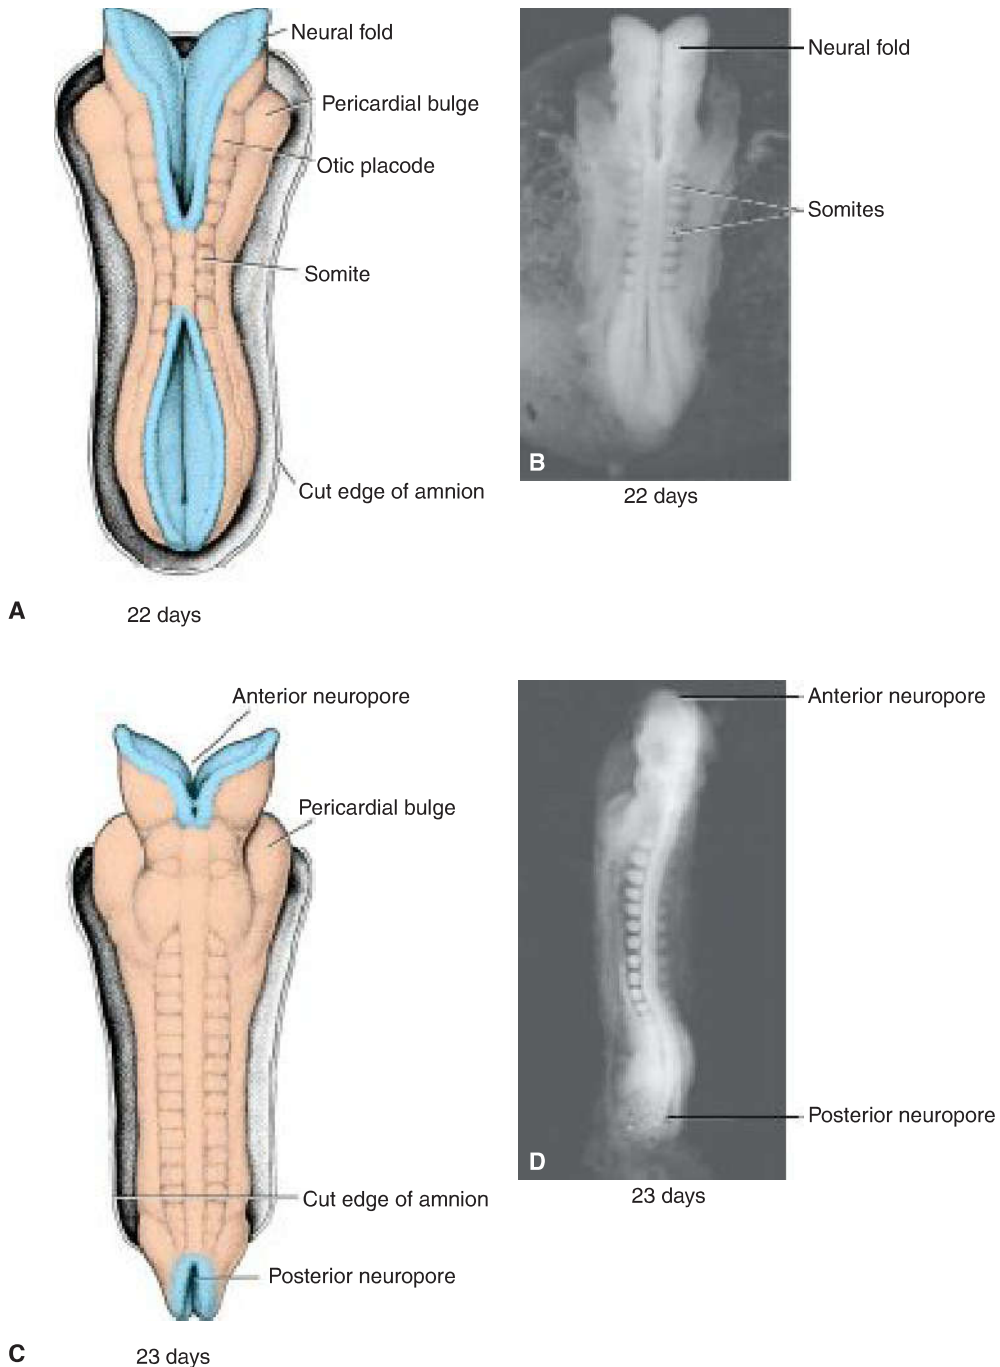 Neural fold
Pericardial bulge
Otic placode
Somite
Cut edge of amnion
A
22 days
Neural fold
Somites
B
22 days
Anterior neuropore
Pericardial bulge
Cut edge of amnion
Posterior neuropore
C
23 days
Anterior neuropore
Posterior neuropore
D
23 days